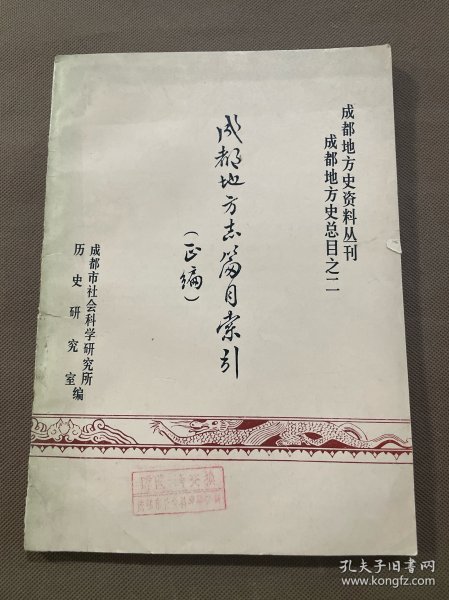 成都地方史资料丛刊
成都地方史总目之二
成都地方志篇目索引
（正编）
成都市社会科学研究所
历史研究室编
孔夫子旧书网
www.kongfz.com